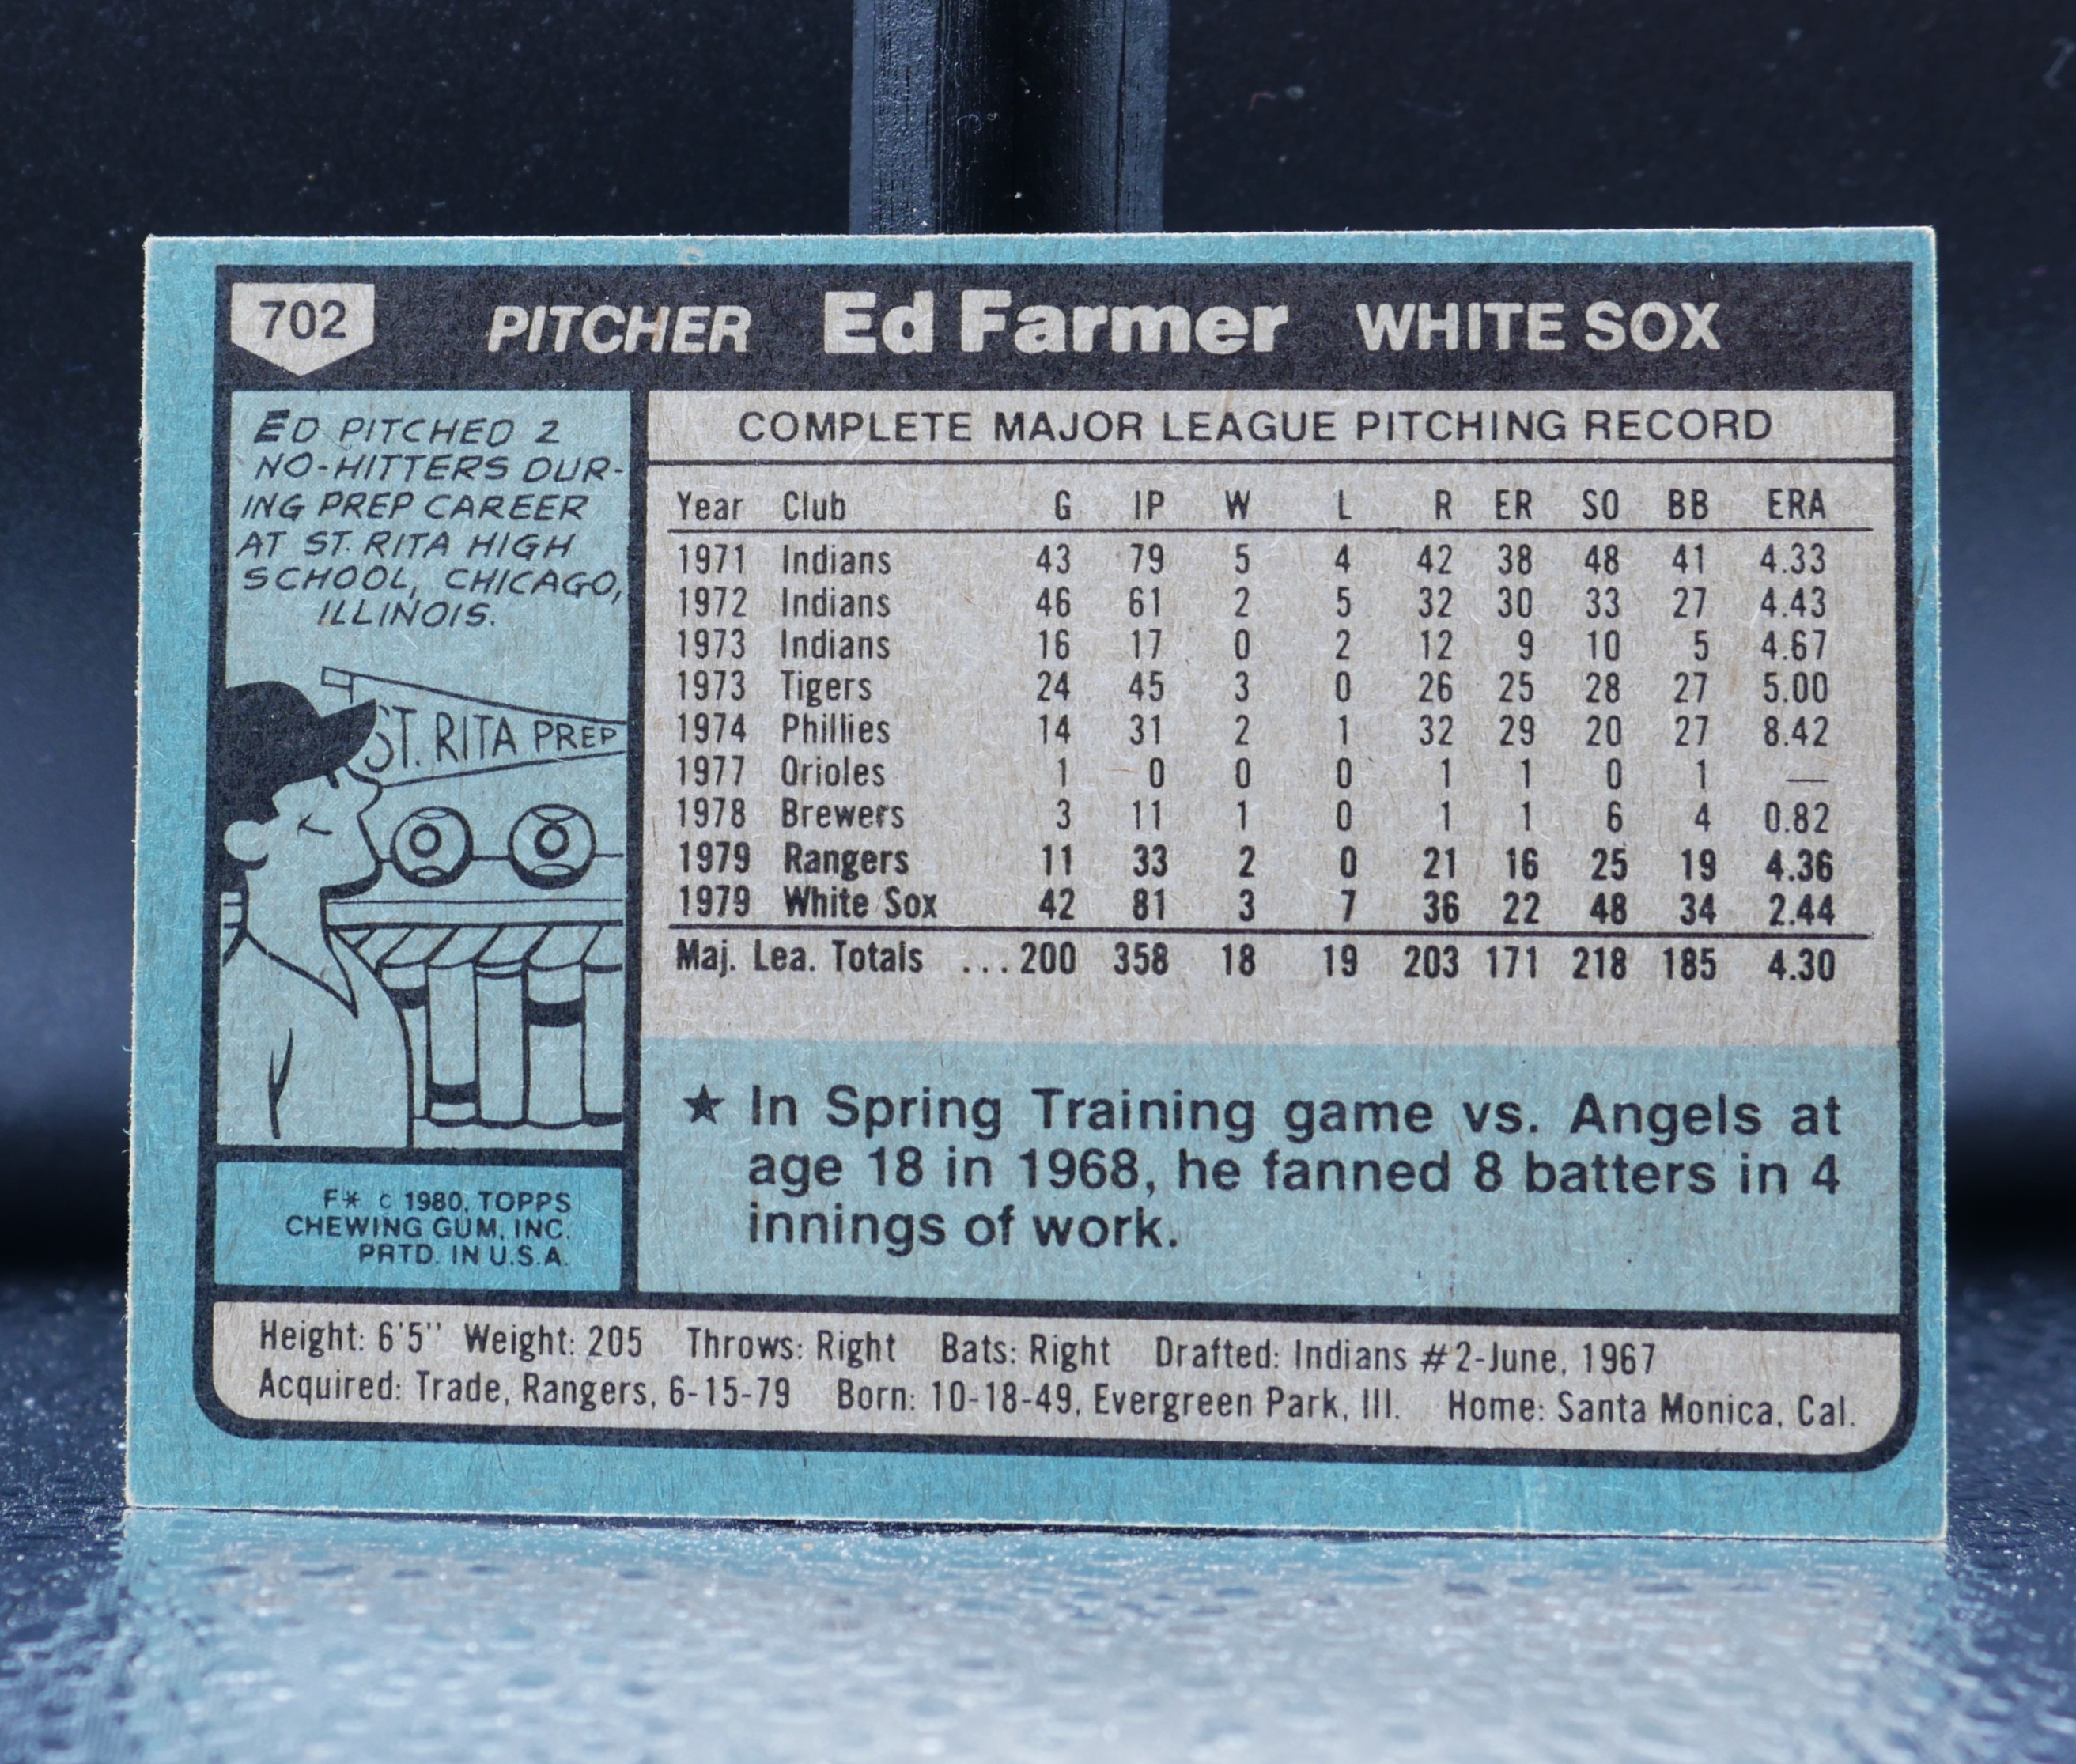 702 PITCHER Ed Farmer WHITE SOX
ED PITCHED 2
NO-HITTERS DUR-
ING PREP CAREER
AT ST. RITA HIGH
SCHOOL, CHICAGO,
ILLINOIS.
ST. RITA PREP
F* © 1980, TOPPS
CHEWING GUM, INC.
PRTD. IN U.S.A.
COMPLETE MAJOR LEAGUE PITCHING RECORD
Year Club G IP W L R ER SO BB ERA
1971 Indians 43 79 5 4 42 38 48 41 4.33
1972 Indians 46 61 2 5 32 30 33 27 4.43
1973 Indians 16 17 0 2 12 9 10 5 4.67
1973 Tigers 24 45 3 0 26 25 28 27 5.00
1974 Phillies 14 31 2 1 32 29 20 27 8.42
1977 Orioles 1 0 0 0 1 1 0 1 —
1978 Brewers 3 11 1 0 1 1 6 4 0.82
1979 Rangers 11 33 2 0 21 16 25 19 4.36
1979 White Sox 42 81 3 7 36 22 48 34 2.44
Maj. Lea. Totals ...200 358 18 19 203 171 218 185 4.30
★ In Spring Training game vs. Angels at
age 18 in 1968, he fanned 8 batters in 4
innings of work.
Height: 6'5" Weight: 205 Throws: Right Bats: Right Drafted: Indians #2-June, 1967
Acquired: Trade, Rangers, 6-15-79 Born: 10-18-49, Evergreen Park, Ill. Home: Santa Monica, Cal.